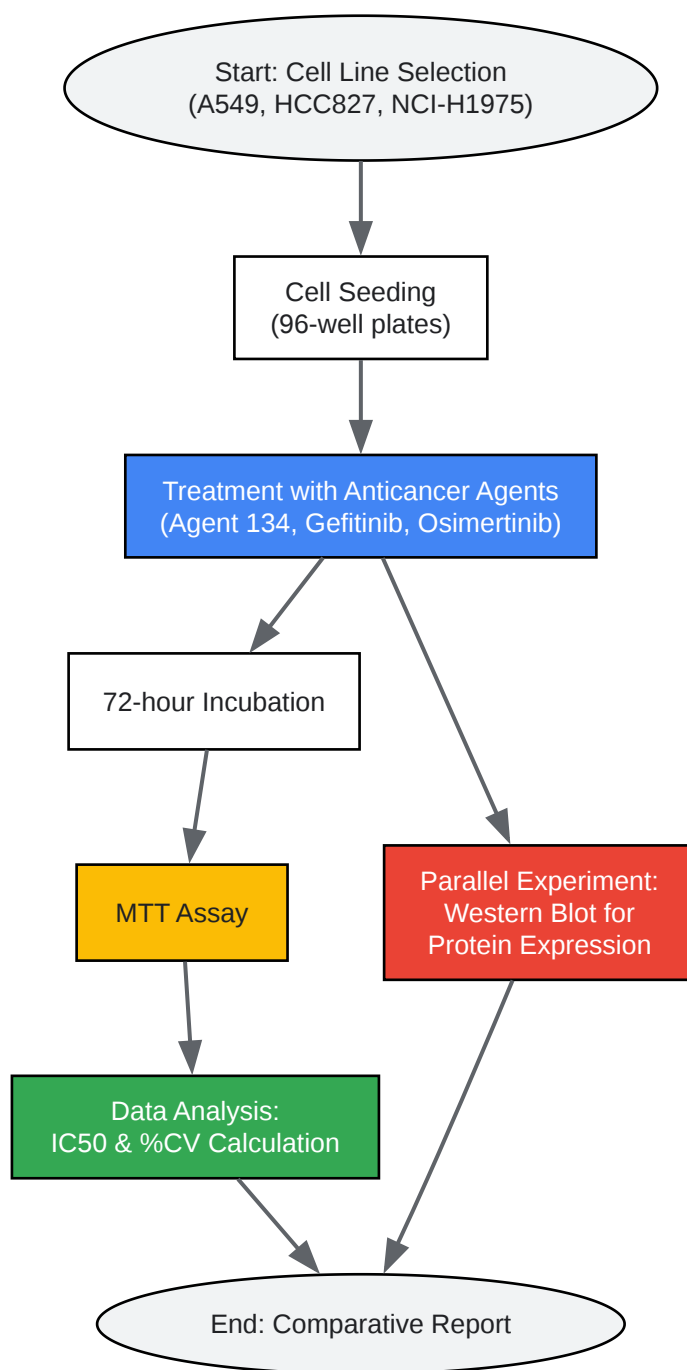 Start: Cell Line Selection
(A549, HCC827, NCI-H1975)
Cell Seeding
(96-well plates)
Treatment with Anticancer Agents
(Agent 134, Gefitinib, Osimertinib)
72-hour Incubation
MTT Assay
Parallel Experiment:
Western Blot for
Protein Expression
Data Analysis:
IC50 & %CV Calculation
End: Comparative Report